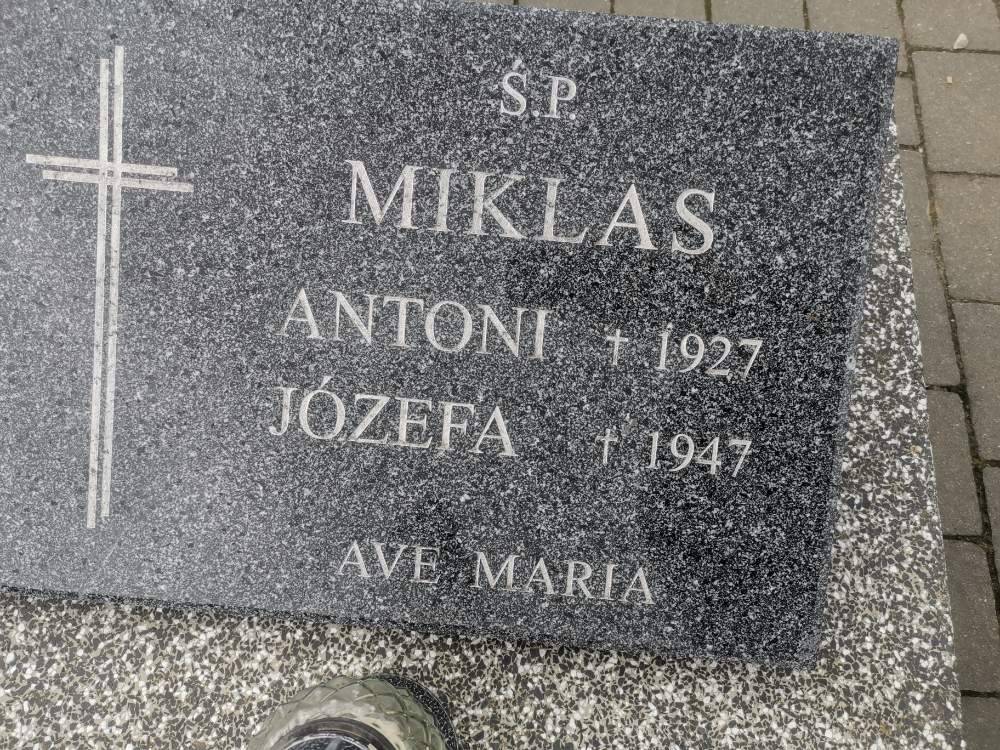 Ś.P.
MIKLAS
ANTONI † 1927
JÓZEFA † 1947
AVE MARIA